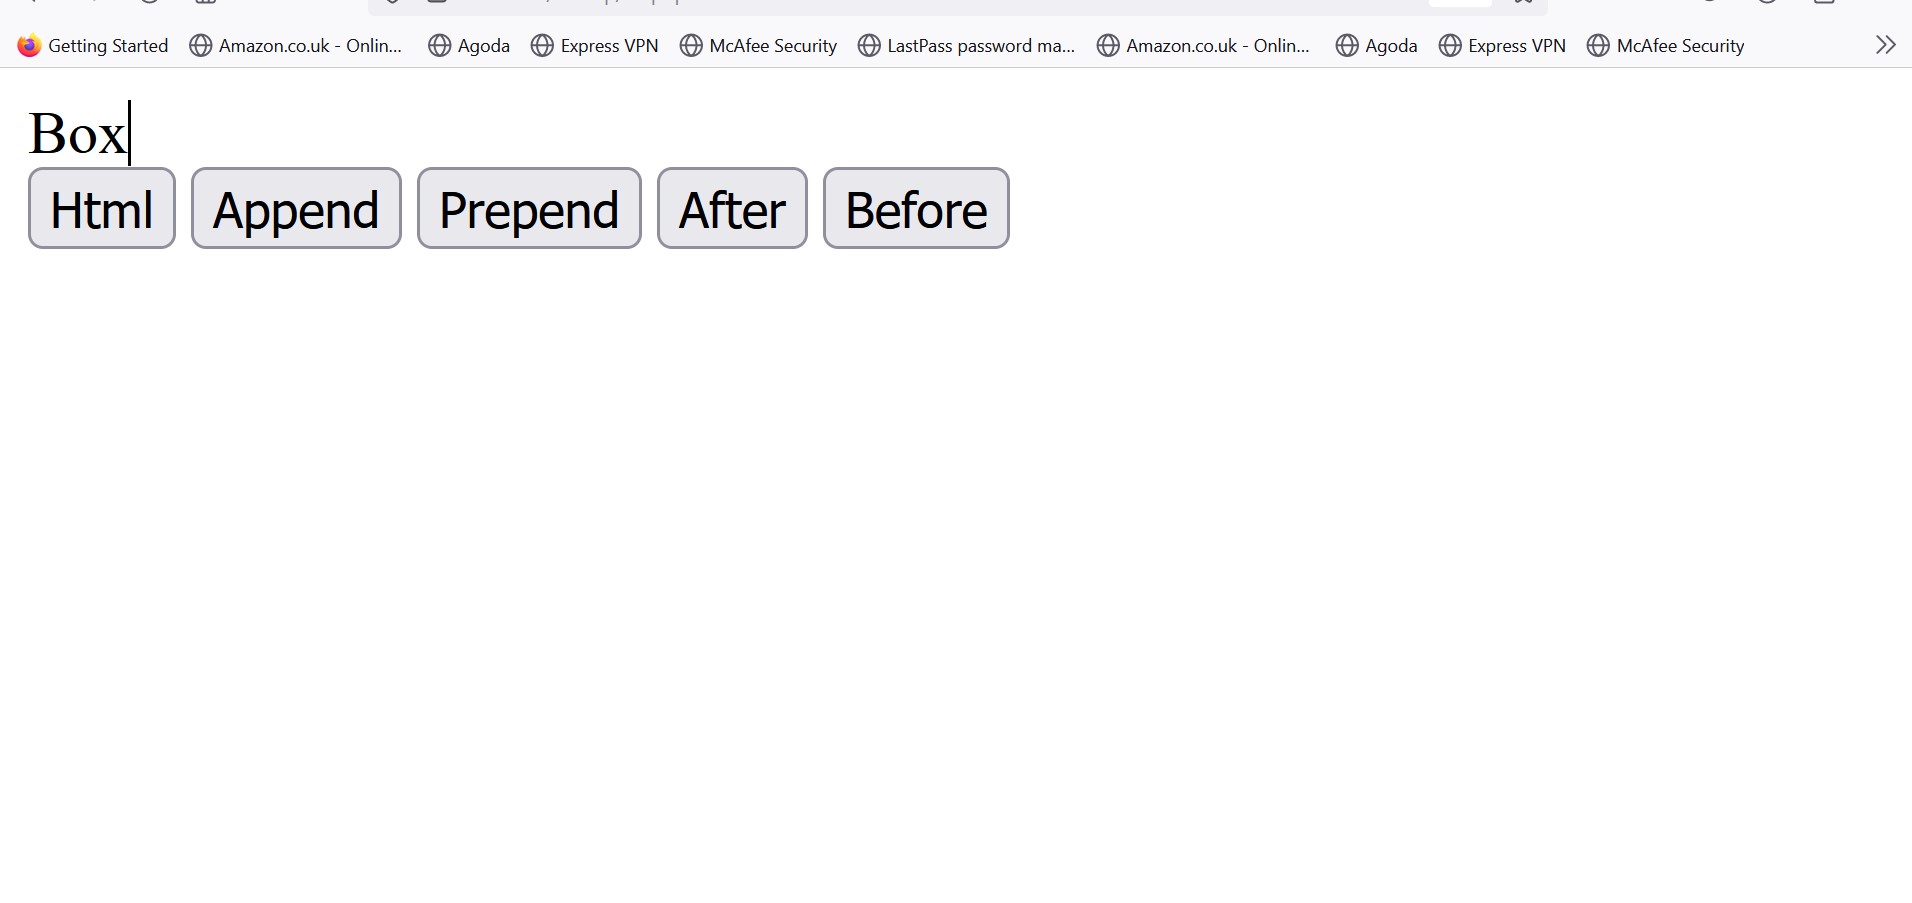 Getting Started Amazon.co.uk - Onlin... Agoda Express VPN McAfee Security LastPass password ma... Amazon.co.uk - Onlin... Agoda Express VPN McAfee Security
Box
Html Append Prepend After Before